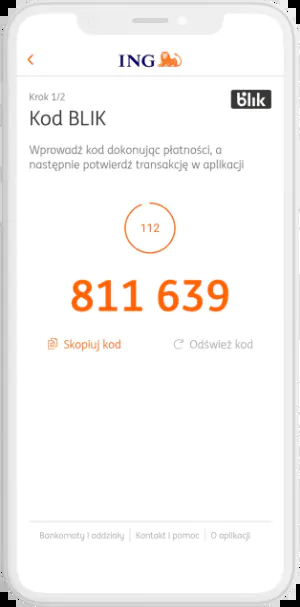 ING
Krok 1/2
blik
Kod BLIK
Wprowadź kod dokonując płatności, a
następnie potwierdź transakcję w aplikacji
112
811 639
Skopiuj kod
Odśwież kod
Bankomaty i oddziały | Kontakt i pomoc | O aplikacji